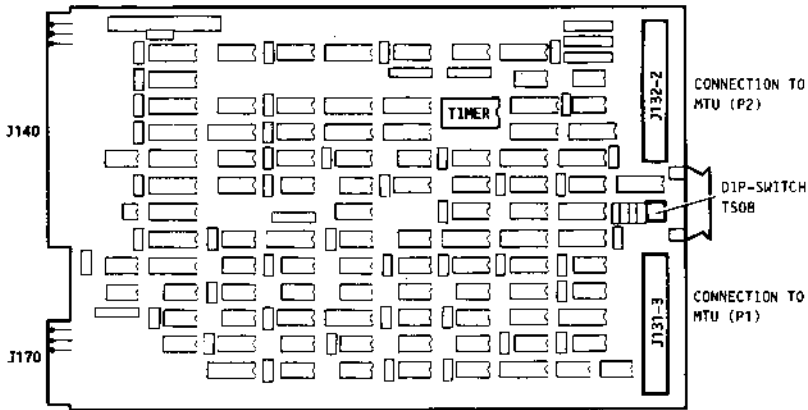 J140
TIMER
J132-2
CONNECTION TO
MTU (P2)
DIP-SWITCH
TS08
J131-3
CONNECTION TO
MTU (P1)
J170